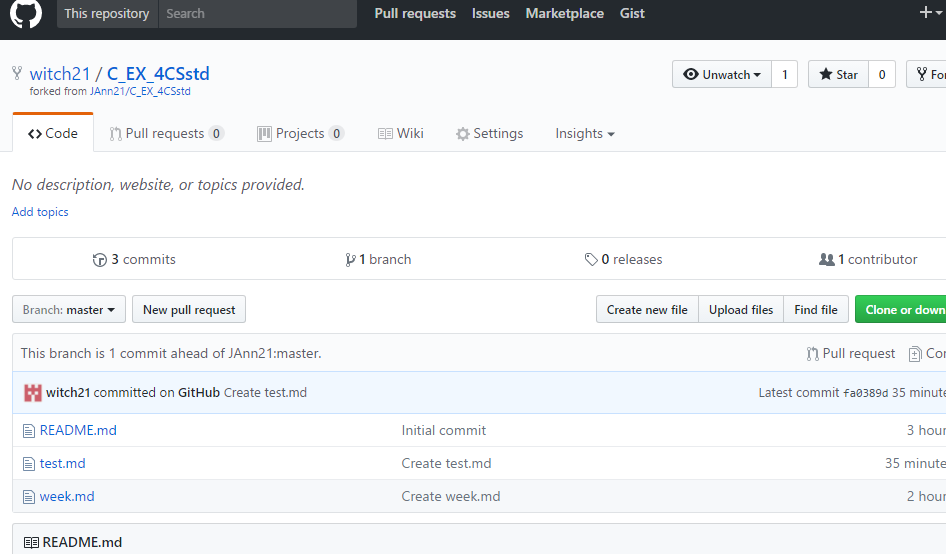 This repository Search Pull requests Issues Marketplace Gist
witch21 / C_EX_4CSstd Unwatch 1 Star 0
forked from JAnn21/C_EX_4CSstd
Code Pull requests 0 Projects 0 Wiki Settings Insights
No description, website, or topics provided.
Add topics
3 commits 1 branch 0 releases 1 contributor
Branch: master New pull request Create new file Upload files Find file Clone or down
This branch is 1 commit ahead of JAnn21:master. Pull request
witch21 committed on GitHub Create test.md Latest commit fa0389d 35 minute
README.md Initial commit 3 hour
test.md Create test.md 35 minute
week.md Create week.md 2 hour
README.md